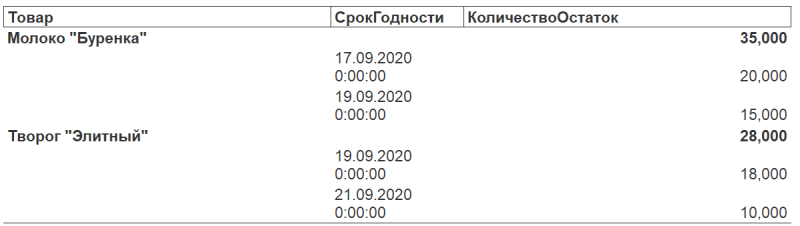 Товар СрокГодности КоличествоОстаток
Молоко "Буренка" 35,000
17.09.2020
0:00:00 20,000
19.09.2020
0:00:00 15,000
Творог "Элитный" 28,000
19.09.2020
0:00:00 18,000
21.09.2020
0:00:00 10,000